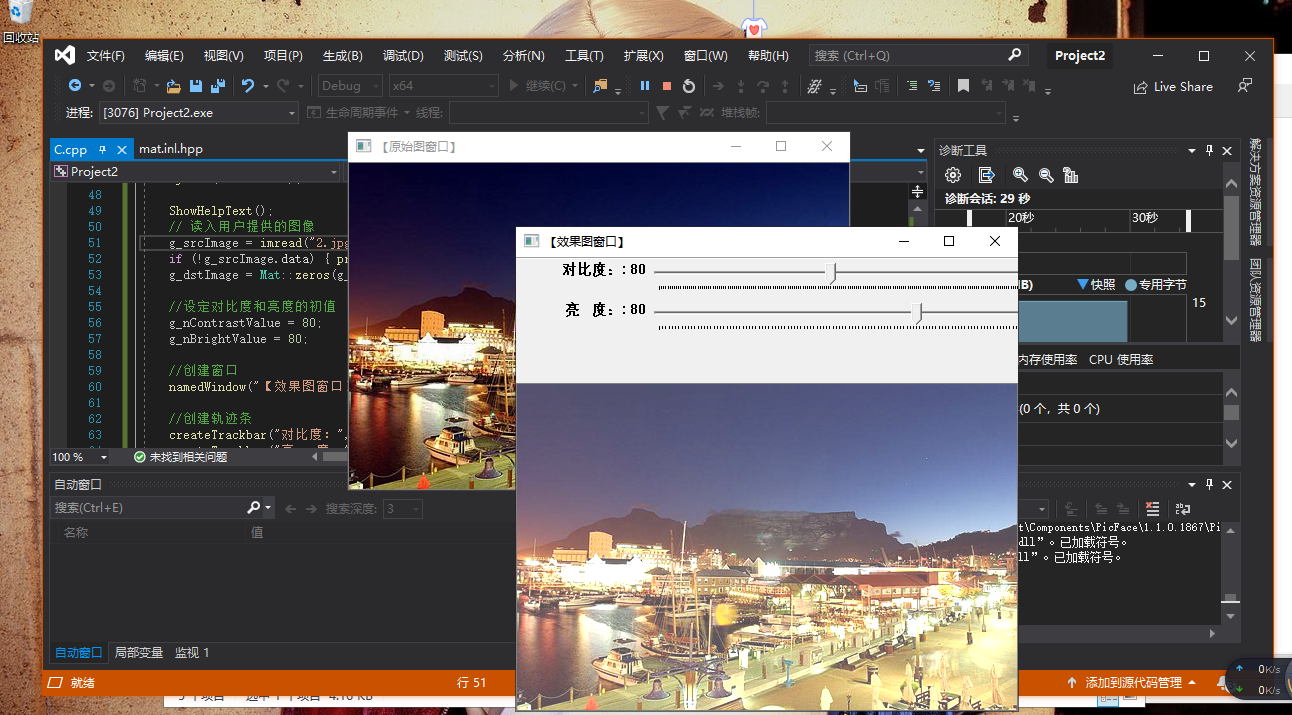 回收站
文件(F) 编辑(E) 视图(V) 项目(P) 生成(B) 调试(D) 测试(S) 分析(N) 工具(T) 扩展(X) 窗口(W) 帮助(H) 搜索 (Ctrl+Q) Project2
Debug x64 继续(C) Live Share
进程: [3076] Project2.exe 生命周期事件 线程: 堆栈帧:
C.cpp mat.inl.hpp
Project2
48
49 ShowHelpText();
50 // 读入用户提供的图像
51 g_srcImage = imread("2.jpg
52 if (!g_srcImage.data) { pr
53 g_dstImage = Mat::zeros(g_
54
55 //设定对比度和亮度的初值
56 g_nContrastValue = 80;
57 g_nBrightValue = 80;
58
59 //创建窗口
60 namedWindow("【效果图窗口
61
62 //创建轨迹条
63 createTrackbar("对比度：",
100 % 未找到相关问题
【原始图窗口】
【效果图窗口】
对比度：: 80
亮 度：: 80
诊断工具
诊断会话: 29 秒
20秒 30秒
B) 快照 专用字节
15
内存使用率 CPU 使用率
(0 个，共 0 个)
解决方案资源管理器
团队资源管理器
自动窗口
搜索(Ctrl+E) 搜索深度: 3
名称 值
t\Components\PicFace\1.1.0.1867\Pi
dll”。已加载符号。
ll”。已加载符号。
自动窗口 局部变量 监视 1
就绪 行 51 添加到源代码管理
0K/s
0K/s